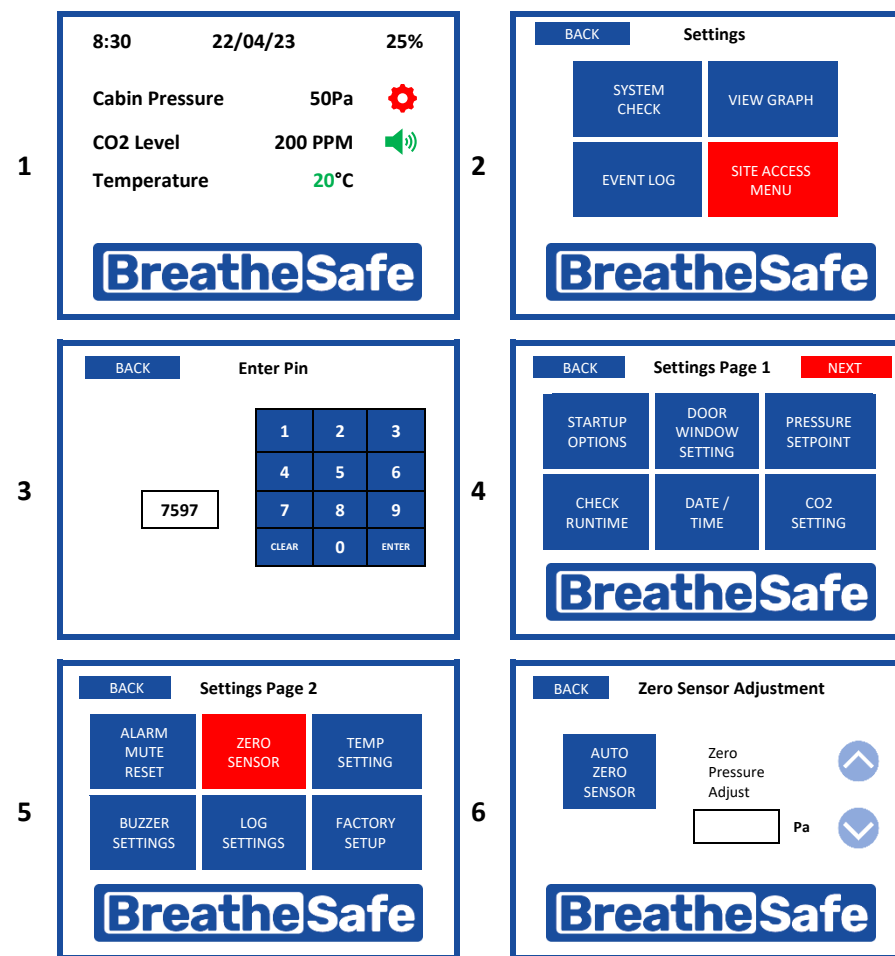 1
8:30 22/04/23 25%
Cabin Pressure 50Pa
CO2 Level 200 PPM
Temperature 20°C
BreatheSafe
2
BACK Settings
SYSTEM
CHECK
VIEW GRAPH
EVENT LOG
SITE ACCESS
MENU
BreatheSafe
3
BACK Enter Pin
7597
1 2 3
4 5 6
7 8 9
CLEAR 0 ENTER
4
BACK Settings Page 1 NEXT
STARTUP
OPTIONS
DOOR
WINDOW
SETTING
PRESSURE
SETPOINT
CHECK
RUNTIME
DATE /
TIME
CO2
SETTING
BreatheSafe
5
BACK Settings Page 2
ALARM
MUTE
RESET
ZERO
SENSOR
TEMP
SETTING
BUZZER
SETTINGS
LOG
SETTINGS
FACTORY
SETUP
BreatheSafe
6
BACK Zero Sensor Adjustment
AUTO
ZERO
SENSOR
Zero
Pressure
Adjust
Pa
BreatheSafe